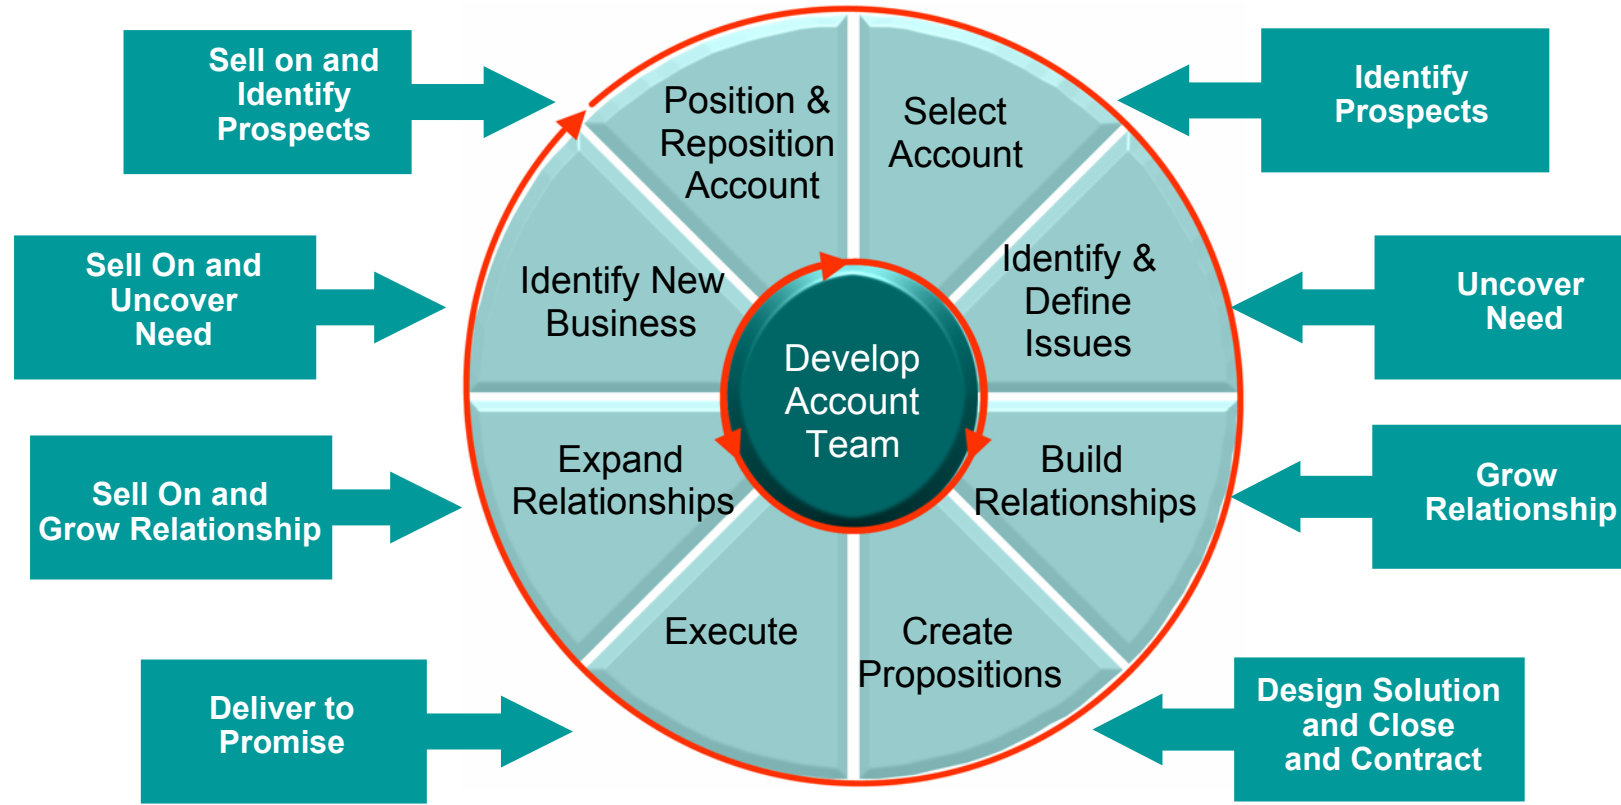 Sell on and
Identify
Prospects
Position &
Reposition
Account
Select
Account
Identify
Prospects
Sell On and
Uncover
Need
Identify New
Business
Identify &
Define
Issues
Uncover
Need
Develop
Account
Team
Sell On and
Grow Relationship
Expand
Relationships
Build
Relationships
Grow
Relationship
Deliver to
Promise
Execute
Create
Propositions
Design Solution
and Close
and Contract